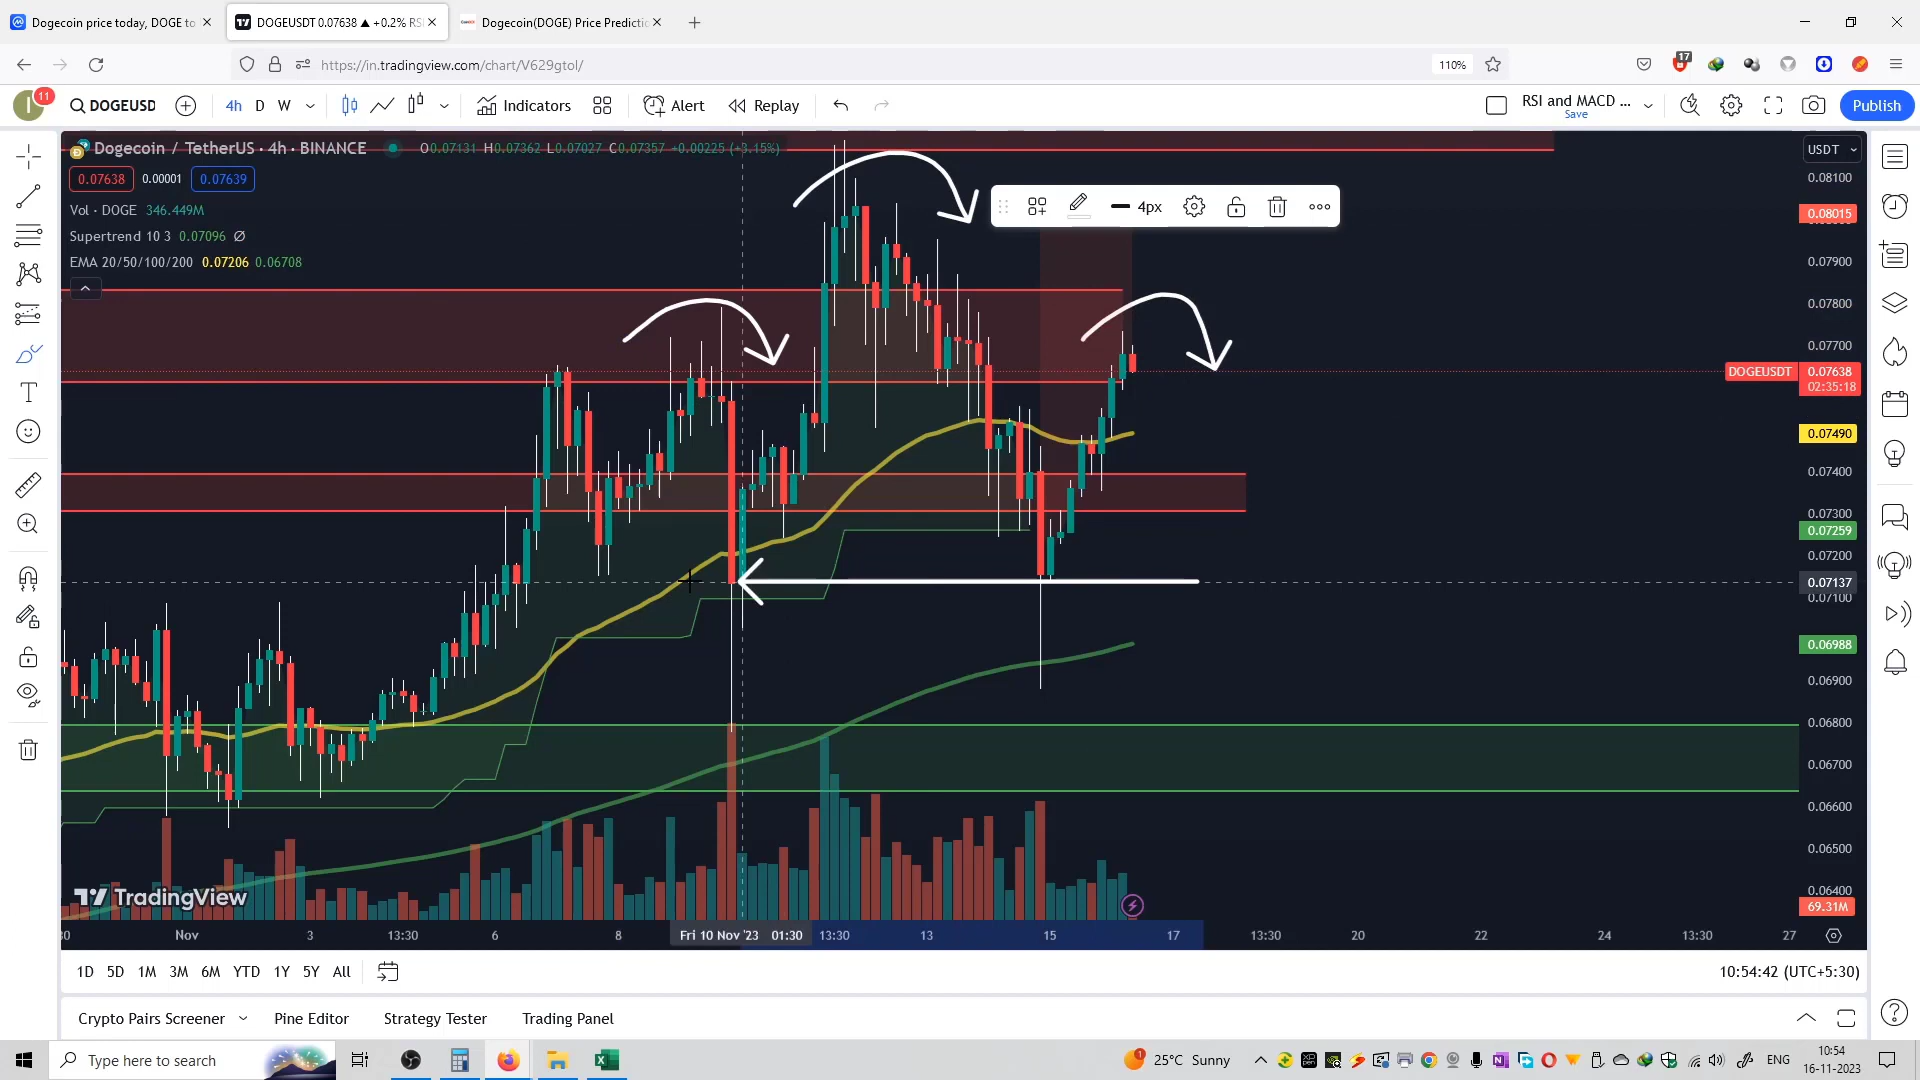 Dogecoin price today, DOGE to
DOGEUSDT 0.07638 ▲ +0.2% RSI
Dogecoin(DOGE) Price Predictio
https://in.tradingview.com/chart/V629gtol/
110%
17
I
11
DOGEUSD
4h D W
Indicators
Alert
Replay
RSI and MACD ...
Save
Publish
Dogecoin / TetherUS · 4h · BINANCE
O0.07131 H0.07362 L0.07027 C0.07357 +0.00225 (+3.15%)
USDT
0.07638 0.00001 0.07639
Vol · DOGE 346.449M
Supertrend 10 3 0.07096 Ø
EMA 20/50/100/200 0.07206 0.06708
4px
0.08100
0.08015
0.07900
0.07800
0.07700
DOGEUSDT 0.07638
02:35:18
0.07490
0.07400
0.07300
0.07259
0.07200
0.07137
0.07100
0.06988
0.06900
0.06800
0.06700
0.06600
0.06500
0.06400
69.31M
TradingView
30 Nov 3 13:30 6 8 Fri 10 Nov '23 01:30 13:30 13 15 17 13:30 20 22 24 13:30 27
1D 5D 1M 3M 6M YTD 1Y 5Y All
10:54:42 (UTC+5:30)
Crypto Pairs Screener Pine Editor Strategy Tester Trading Panel
Type here to search
1
25°C Sunny
ENG
10:54
16-11-2023